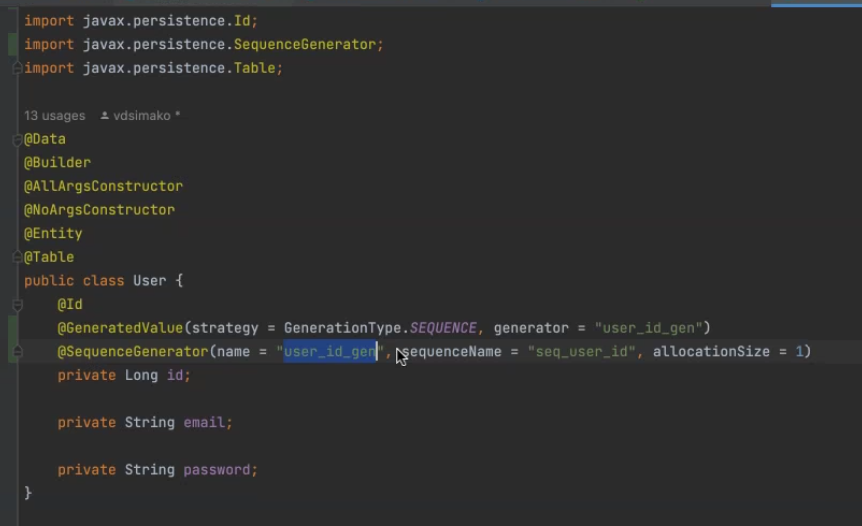 import javax.persistence.Id;
import javax.persistence.SequenceGenerator;
import javax.persistence.Table;
13 usages vdsimako *
@Data
@Builder
@AllArgsConstructor
@NoArgsConstructor
@Entity
@Table
public class User {
@Id
@GeneratedValue(strategy = GenerationType.SEQUENCE, generator = "user_id_gen")
@SequenceGenerator(name = "user_id_gen", sequenceName = "seq_user_id", allocationSize = 1)
private Long id;
private String email;
private String password;
}